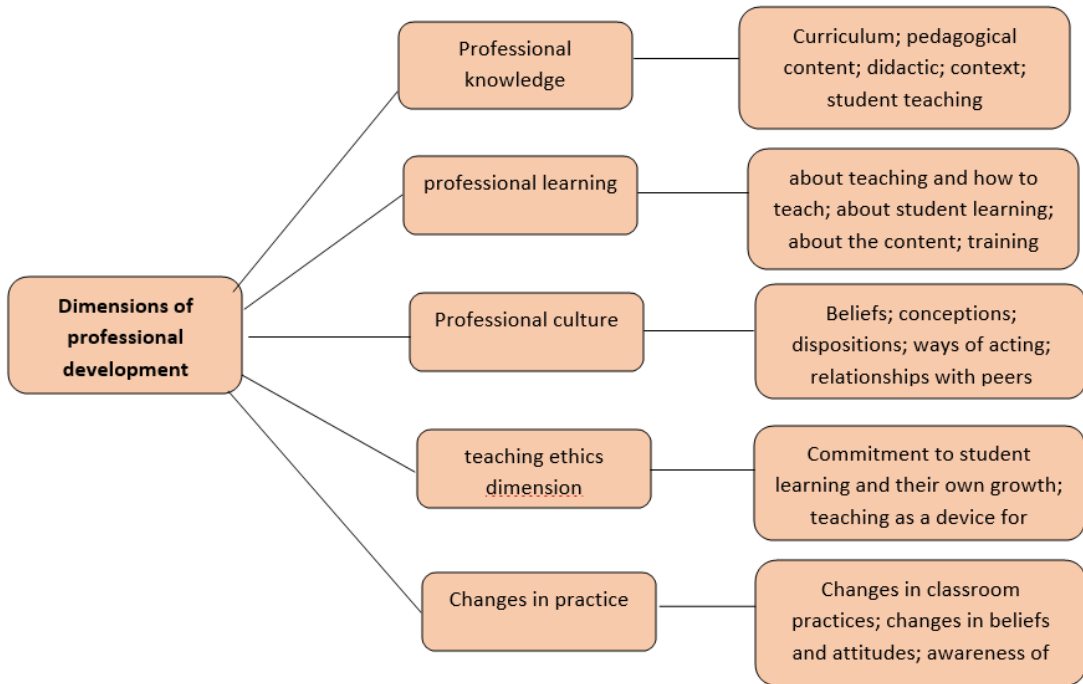 Dimensions of
professional
development
Professional
knowledge
Curriculum; pedagogical
content; didactic; context;
student teaching
professional learning
about teaching and how to
teach; about student learning;
about the content; training
Professional culture
Beliefs; conceptions;
dispositions; ways of acting;
relationships with peers
teaching ethics
dimension
Commitment to student
learning and their own growth;
teaching as a device for
Changes in practice
Changes in classroom
practices; changes in beliefs
and attitudes; awareness of